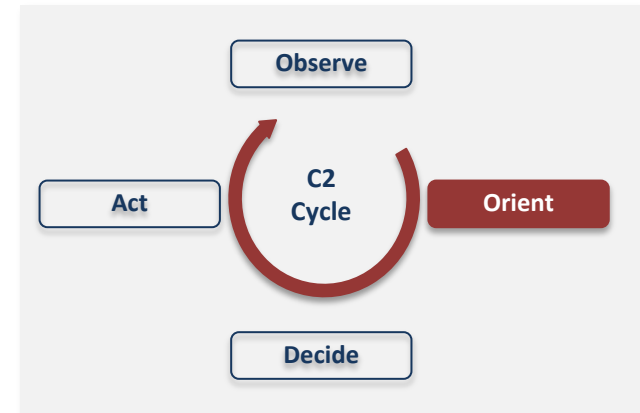 Observe
C2
Cycle
Act
Orient
Decide